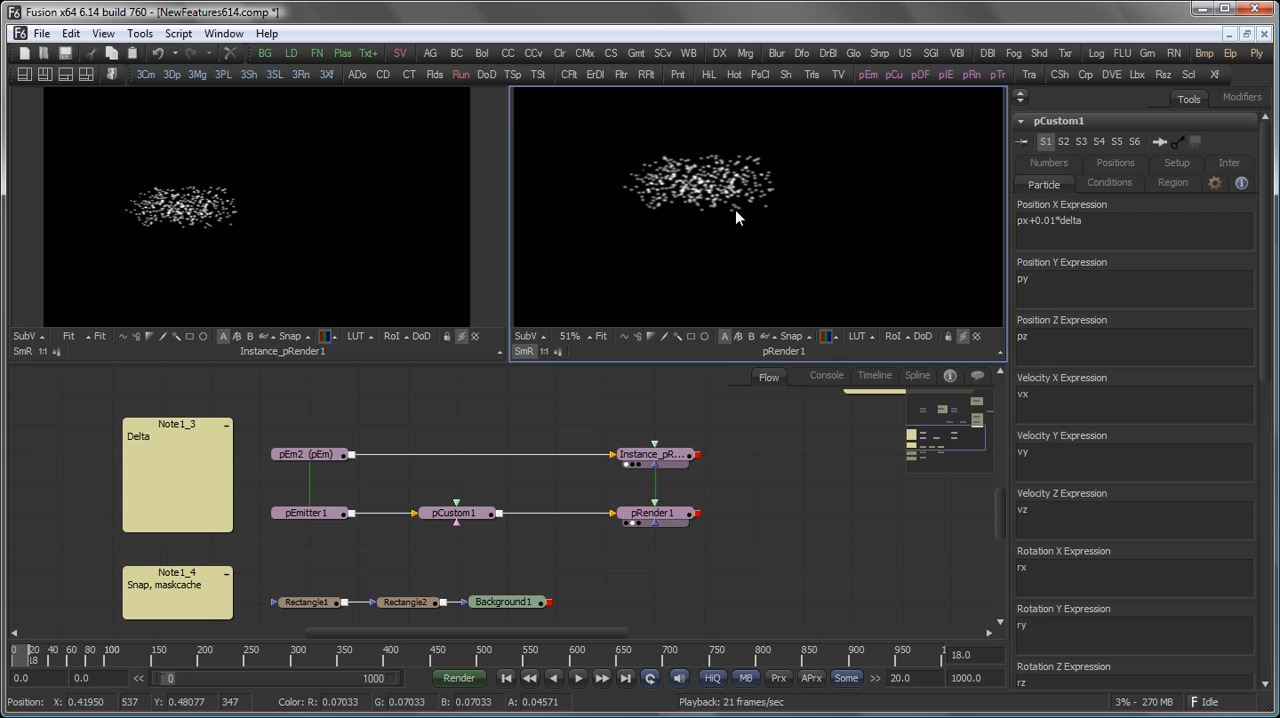 Fusion x64 6.14 build 760 - [NewFeatures614.comp *]
File Edit View Tools Script Window Help
BG LD FN Plas Txt+ SV AG BC Bol CC CCv Clr CMx CS Gmt SCv WB DX Mrg Blur Dfo DrBl Glo Shrp US SGl VBl DBl Fog Shd Txr Log FLU Gm RN Bmp Elp Ply
3Cm 3Dp 3Mg 3PL 3Sh 3SL 3Rn 3Xf ADo CD CT Flds Run DoD TSp TSt CFlt ErDl Fltr RFlt Pnt HiL Hot PsCl Sh Trls TV pEm pCu pDF pIE pRn pTr Tra CSh Crp DVE Lbx Rsz Scl Xf
Tools Modifiers
pCustom1
S1 S2 S3 S4 S5 S6
Numbers Positions Setup Inter
Particle Conditions Region
Position X Expression
px+0.01*delta
Position Y Expression
py
Position Z Expression
pz
Velocity X Expression
vx
Velocity Y Expression
vy
Velocity Z Expression
vz
Rotation X Expression
rx
Rotation Y Expression
ry
Rotation Z Expression
rz
SubV Fit Fit A B Snap LUT RoI DoD
SmR 1:1 Instance_pRender1
SubV 51% Fit A B Snap LUT RoI DoD
SmR 1:1 pRender1
Flow Console Timeline Spline
Note1_3
Delta
pEm2 (pEm) Instance_pR...
pEmitter1 pCustom1 pRender1
Note1_4
Snap, maskcache
Rectangle1 Rectangle2 Background1
0 20 40 60 80 100 150 200 250 300 350 400 450 500 550 600 650 700 750 800 850 900 950 18.0
18
0.0 0.0 << 0 1000 Render HiQ MB Prx APrx Some >> 20.0 1000.0
Position: X: 0.41950 537 Y: 0.48077 347 Color: R: 0.07033 G: 0.07033 B: 0.07033 A: 0.04571 Playback: 21 frames/sec 3% - 270 MB Idle